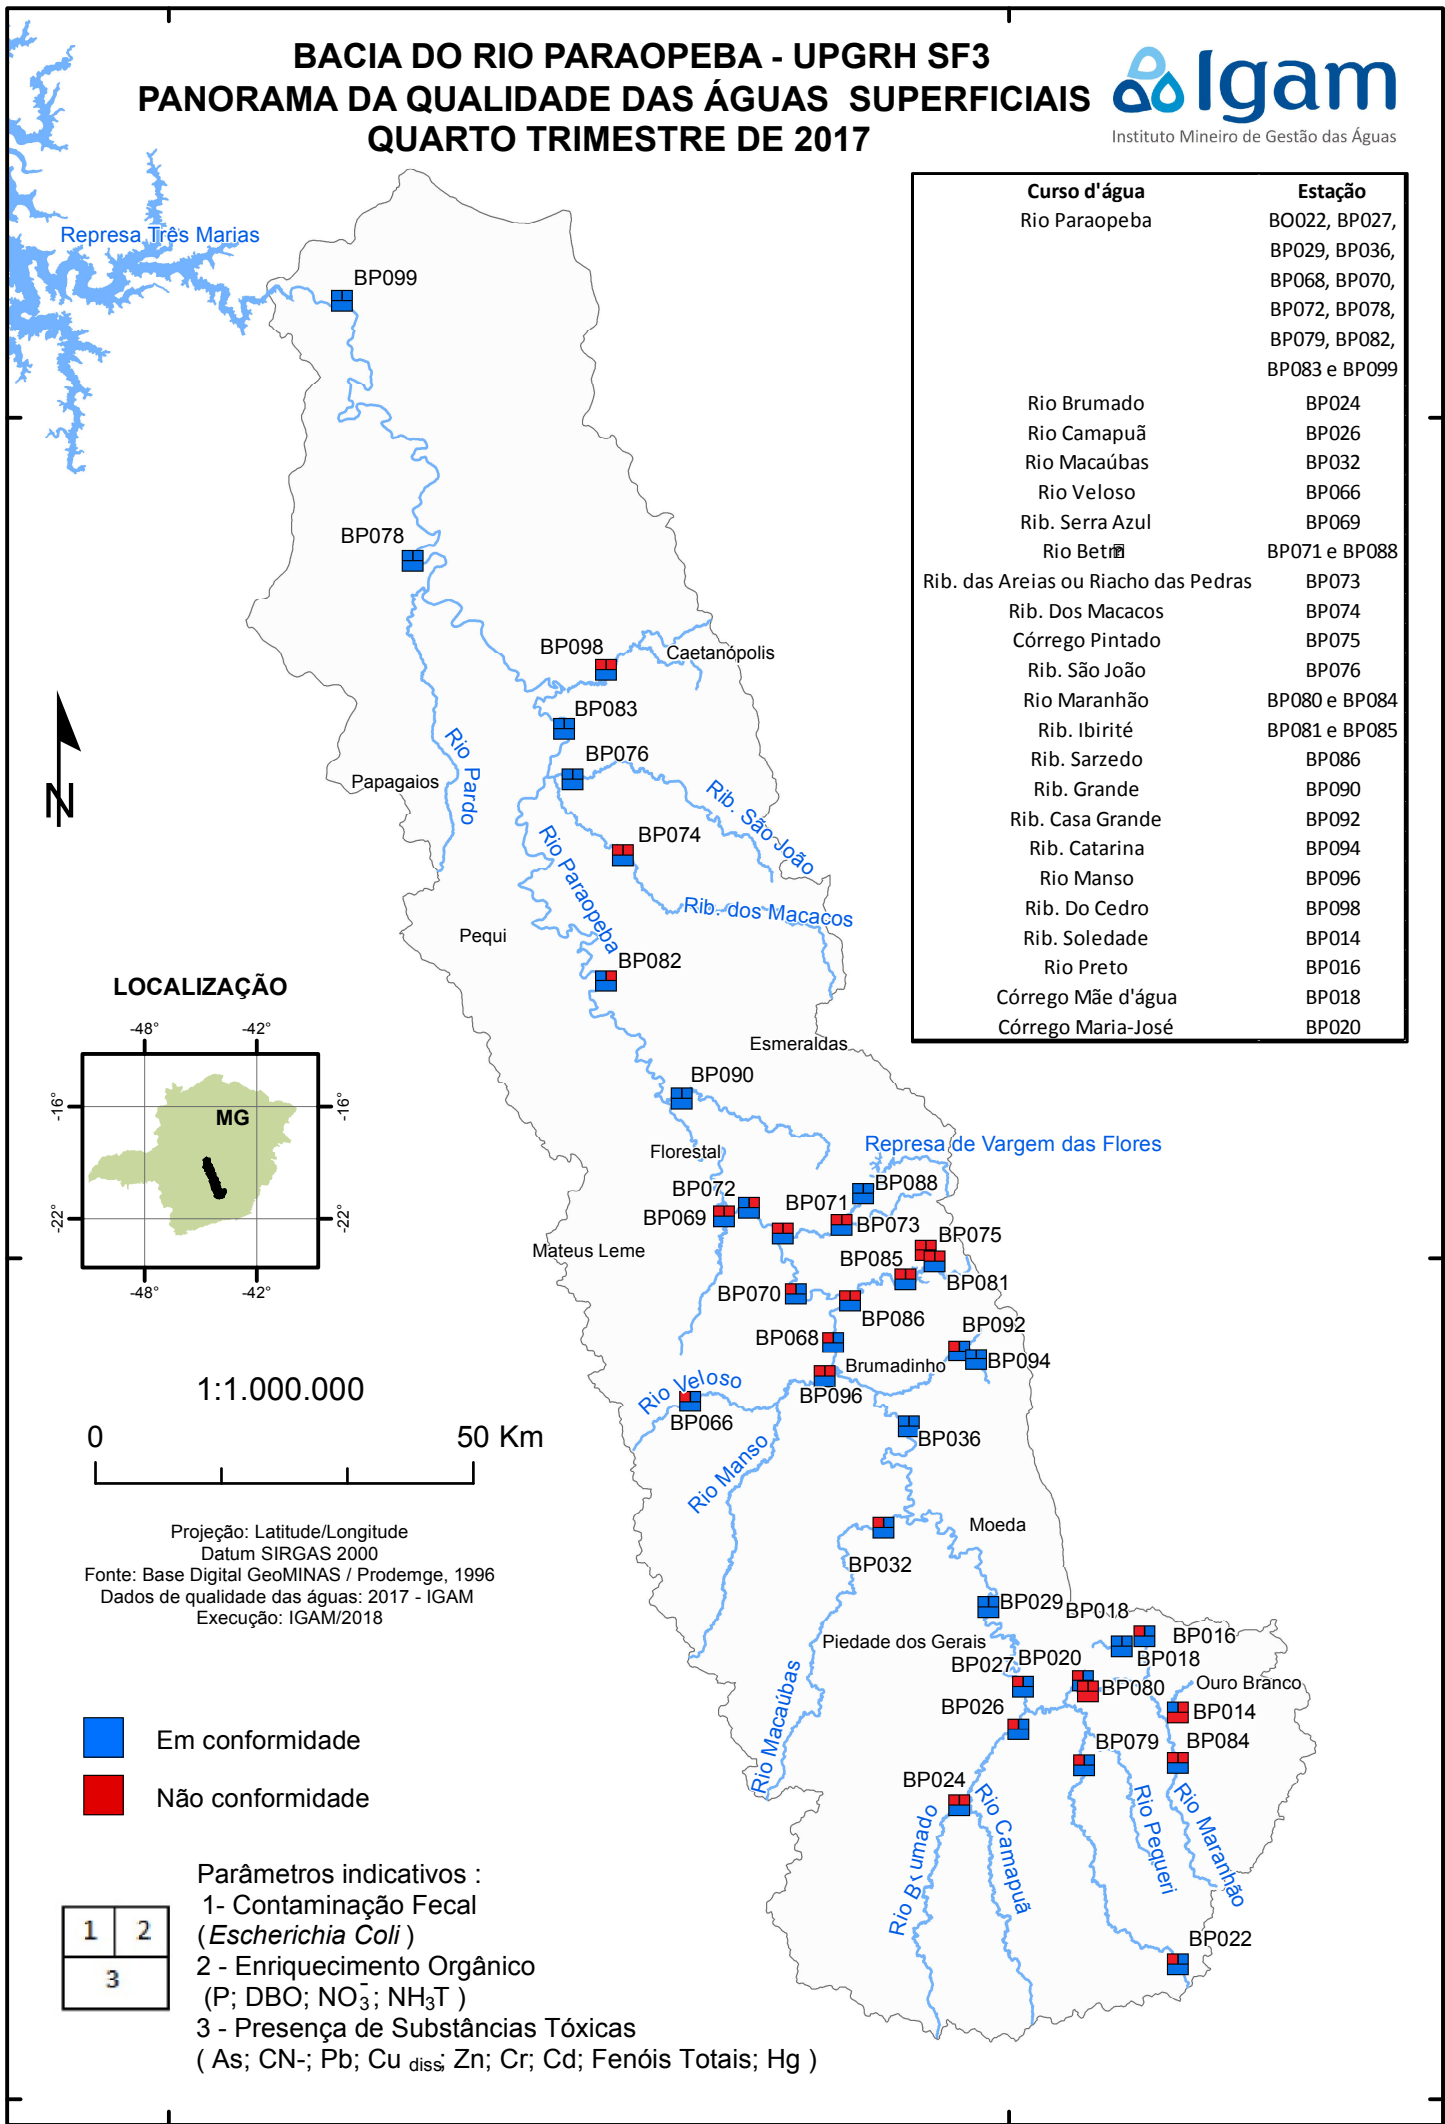 BACIA DO RIO PARAOPEBA - UPGRH SF3
PANORAMA DA QUALIDADE DAS ÁGUAS SUPERFICIAIS
QUARTO TRIMESTRE DE 2017
Igam
Instituto Mineiro de Gestão das Águas
Curso d'água Estação
Rio Paraopeba BO022, BP027,
BP029, BP036,
BP068, BP070,
BP072, BP078,
BP079, BP082,
BP083 e BP099
Rio Brumado BP024
Rio Camapuã BP026
Rio Macaúbas BP032
Rio Veloso BP066
Rib. Serra Azul BP069
Rio BP071 e BP088
Rib. das Areias ou Riacho das Pedras BP073
Rib. Dos Macacos BP074
Córrego Pintado BP075
Rib. São João BP076
Rio Maranhão BP080 e BP084
Rib. Ibirité BP081 e BP085
Rib. Sarzedo BP086
Rib. Grande BP090
Rib. Casa Grande BP092
Rib. Catarina BP094
Rio Manso BP096
Rib. Do Cedro BP098
Rib. Soledade BP014
Rio Preto BP016
Córrego Mãe d'água BP018
Córrego Maria-José BP020
Represa Três Marias
BP099
BP078
BP098
Caetanópolis
BP083
BP076
Rio Pardo
Papagaios
Rib. São João
BP074
Rio Paraopeba
Rib. dos Macacos
Pequi
BP082
Esmeraldas
BP090
Represa de Vargem das Flores
Florestal
BP088
BP072
BP071
BP069
BP073
BP075
Mateus Leme
BP085
BP081
BP070
BP086
BP068
BP092
Brumadinho
BP094
BP096
Rio Veloso
BP066
BP036
Rio Manso
Moeda
BP032
BP029
BP018
BP016
Piedade dos Gerais
BP018
BP027
BP020
BP080
Ouro Branco
BP026
BP014
BP079
BP084
Rio Macaúbas
BP024
Rio Brumado
Rio Camapuã
Rio Pequeri
Rio Maranhão
BP022
N
LOCALIZAÇÃO
-48° -42°
-16° -16°
MG
-22° -22°
-48° -42°
1:1.000.000
0 50 Km
Projeção: Latitude/Longitude
Datum SIRGAS 2000
Fonte: Base Digital GeoMINAS / Prodemge, 1996
Dados de qualidade das águas: 2017 - IGAM
Execução: IGAM/2018
Em conformidade
Não conformidade
1 2
3
Parâmetros indicativos :
1- Contaminação Fecal
(Escherichia Coli )
2 - Enriquecimento Orgânico
(P; DBO; NO₃⁻; NH₃T )
3 - Presença de Substâncias Tóxicas
( As; CN-; Pb; Cu diss; Zn; Cr; Cd; Fenóis Totais; Hg )